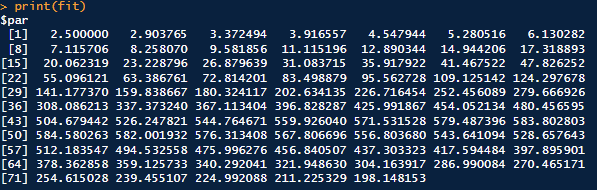 > print(fit)
$par
[1] 2.500000 2.903765 3.372494 3.916557 4.547944 5.280516 6.130282
[8] 7.115706 8.258070 9.581856 11.115196 12.890344 14.944206 17.318893
[15] 20.062319 23.228796 26.879639 31.083715 35.917922 41.467522 47.826252
[22] 55.096121 63.386761 72.814201 83.498879 95.562728 109.125142 124.297678
[29] 141.177370 159.838667 180.324117 202.634135 226.716454 252.456089 279.666926
[36] 308.086213 337.373240 367.113404 396.828287 425.991867 454.052134 480.456595
[43] 504.679442 526.247821 544.764671 559.926040 571.531528 579.487396 583.802803
[50] 584.580263 582.001932 576.313408 567.806696 556.803680 543.641094 528.657643
[57] 512.183547 494.532558 475.996276 456.840507 437.303323 417.594484 397.895901
[64] 378.362858 359.125733 340.292041 321.948630 304.163917 286.990084 270.465171
[71] 254.615028 239.455107 224.992088 211.225329 198.148153